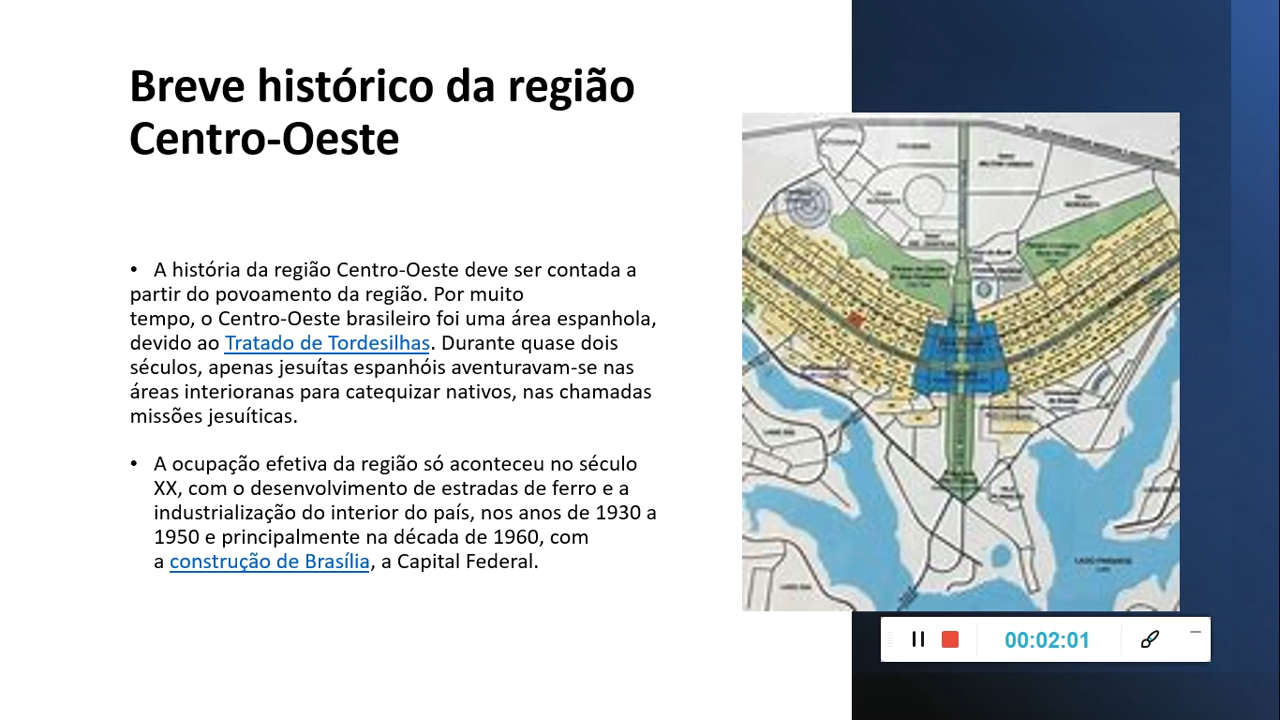 Breve histórico da região
Centro-Oeste
• A história da região Centro-Oeste deve ser contada a
partir do povoamento da região. Por muito
tempo, o Centro-Oeste brasileiro foi uma área espanhola,
devido ao Tratado de Tordesilhas. Durante quase dois
séculos, apenas jesuítas espanhóis aventuravam-se nas
áreas interioranas para catequizar nativos, nas chamadas
missões jesuíticas.
• A ocupação efetiva da região só aconteceu no século
XX, com o desenvolvimento de estradas de ferro e a
industrialização do interior do país, nos anos de 1930 a
1950 e principalmente na década de 1960, com
a construção de Brasília, a Capital Federal.
00:02:01